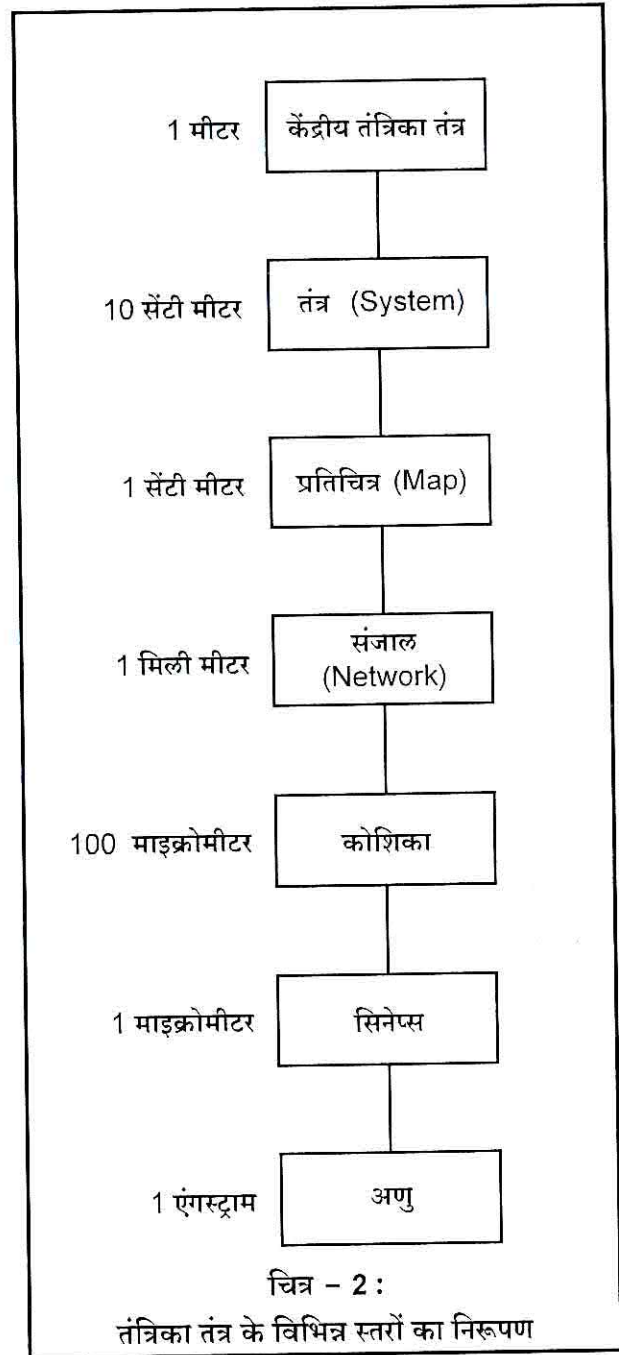 1 मीटर केंद्रीय तंत्रिका तंत्र
10 सेंटी मीटर तंत्र (System)
1 सेंटी मीटर प्रतिचित्र (Map)
1 मिली मीटर संजाल
(Network)
100 माइक्रोमीटर कोशिका
1 माइक्रोमीटर सिनेप्स
1 एंगस्ट्राम अणु
चित्र – 2 :
तंत्रिका तंत्र के विभिन्न स्तरों का निरूपण